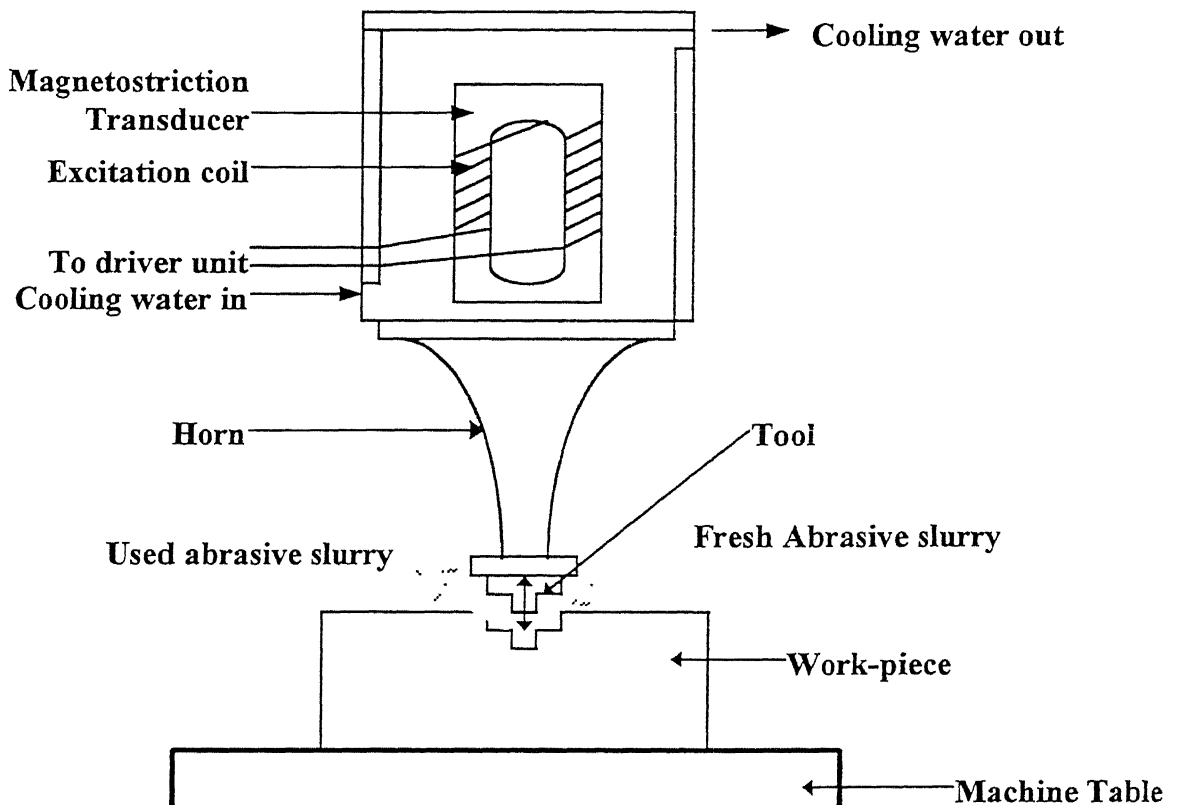 Cooling water out
Magnetostriction
Transducer
Excitation coil
To driver unit
Cooling water in
Horn
Tool
Used abrasive slurry
Fresh Abrasive slurry
Work-piece
Machine Table